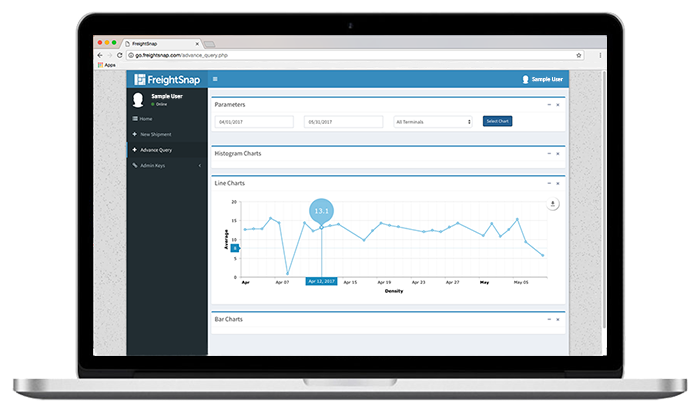 FreightSnap
go.freightsnap.com/advance_query.php
Apps
FreightSnap
Sample User
Sample User
Online
Home
New Shipment
Advance Query
Admin Keys
Parameters
04/01/2017
05/31/2017
All Terminals
Select Chart
Histogram Charts
Line Charts
20
15
10
5
0
Average
8
13.1
Apr
Apr 07
Apr 12, 2017
Apr 15
Apr 19
Apr 23
Apr 27
May
May 05
Density
Bar Charts